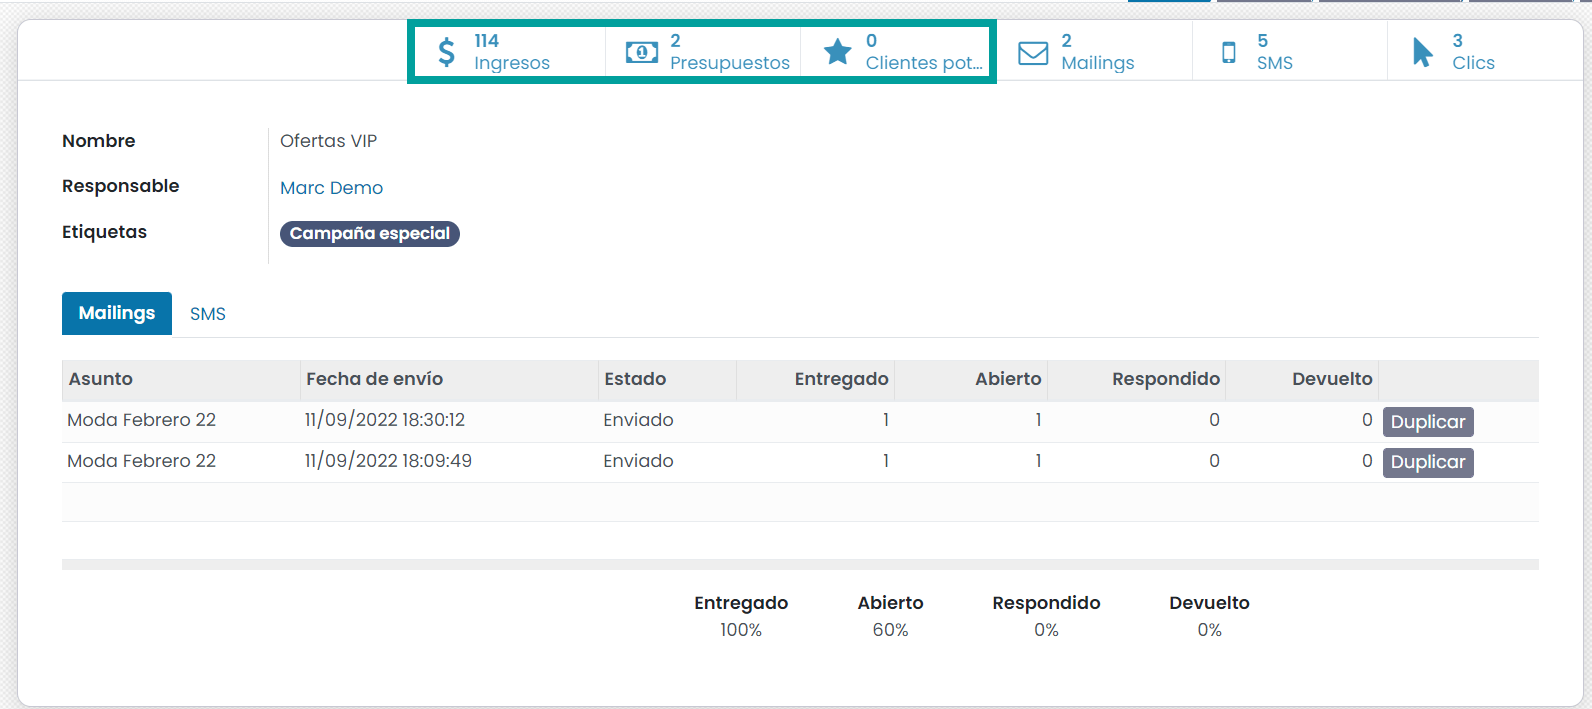 114
Ingresos
2
Presupuestos
0
Clientes pot...
2
Mailings
5
SMS
3
Clics
Nombre Ofertas VIP
Responsable Marc Demo
Etiquetas Campaña especial
Mailings SMS
Asunto Fecha de envío Estado Entregado Abierto Respondido Devuelto
Moda Febrero 22 11/09/2022 18:30:12 Enviado 1 1 0 0 Duplicar
Moda Febrero 22 11/09/2022 18:09:49 Enviado 1 1 0 0 Duplicar
Entregado Abierto Respondido Devuelto
100% 60% 0% 0%